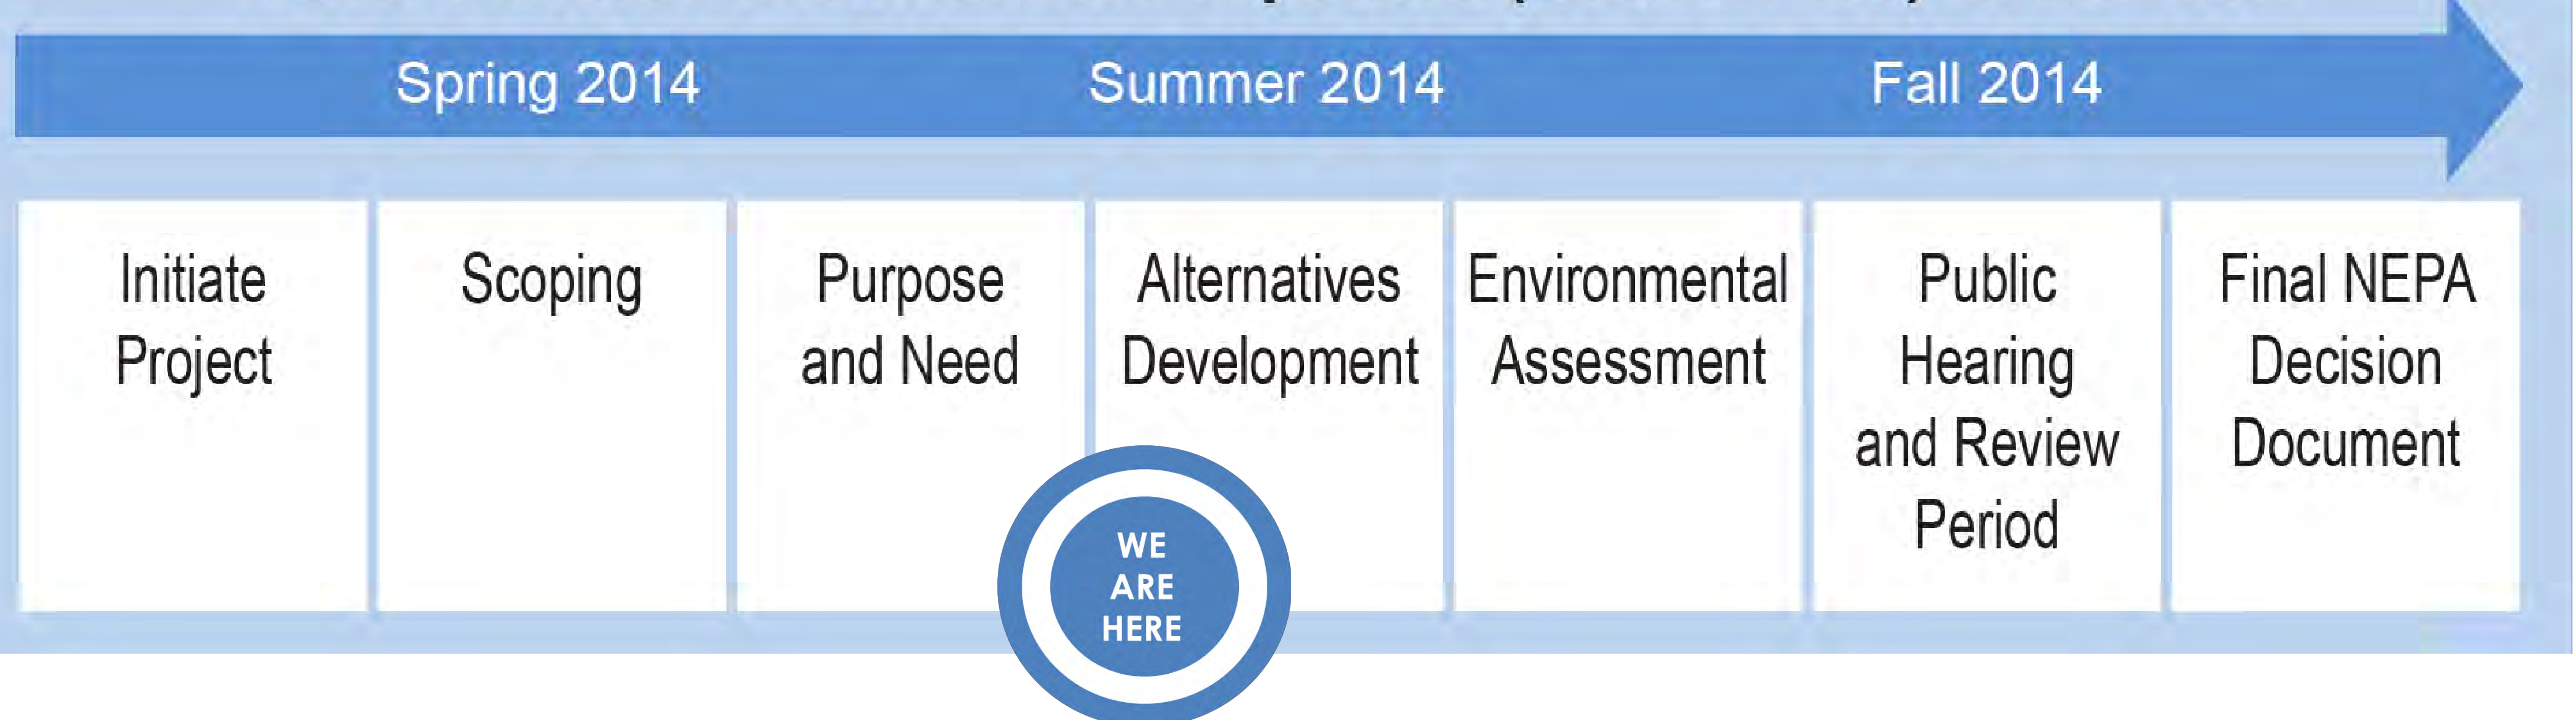 Spring 2014
Summer 2014
Fall 2014
Initiate
Project
Scoping
Purpose
and Need
Alternatives
Development
Environmental
Assessment
Public
Hearing
and Review
Period
Final NEPA
Decision
Document
WE
ARE
HERE